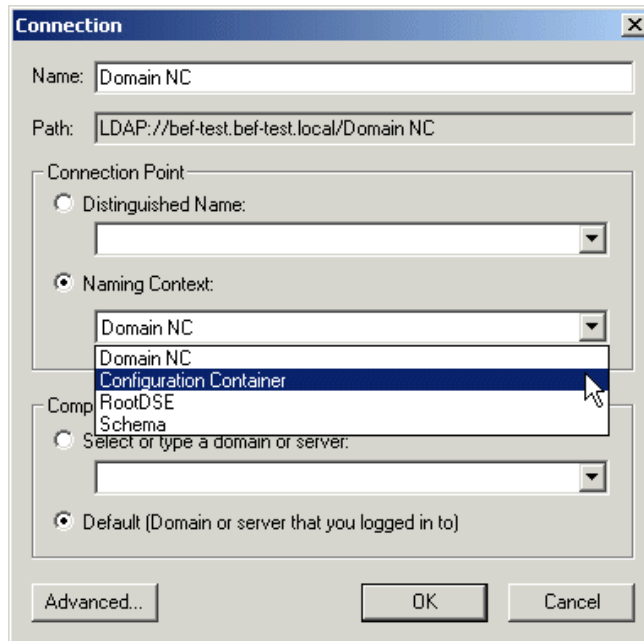 Connection
Name: Domain NC
Path: LDAP://bef-test.bef-test.local/Domain NC
Connection Point
Distinguished Name:
Naming Context:
Domain NC
Domain NC
Configuration Container
RootDSE
Schema
Select or type a domain or server:
Default (Domain or server that you logged in to)
Advanced... OK Cancel